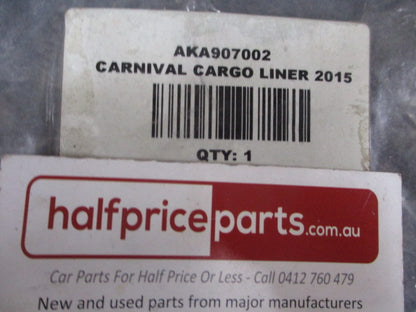 AKA907002
CARNIVAL CARGO LINER 2015
QTY: 1
halfpriceparts.com.au
Car Parts For Half Price Or Less - Call 0412 760 479
New and used parts from major manufacturers